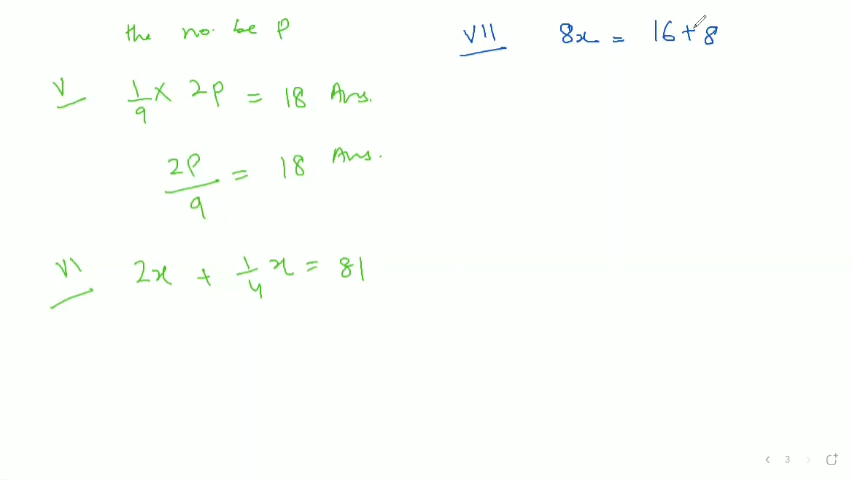 the no. be p
V 1/9 × 2p = 18 Ans.
2p/9 = 18 Ans.
VI 2x + 1/4 x = 81
VII 8x = 16 + 8
3